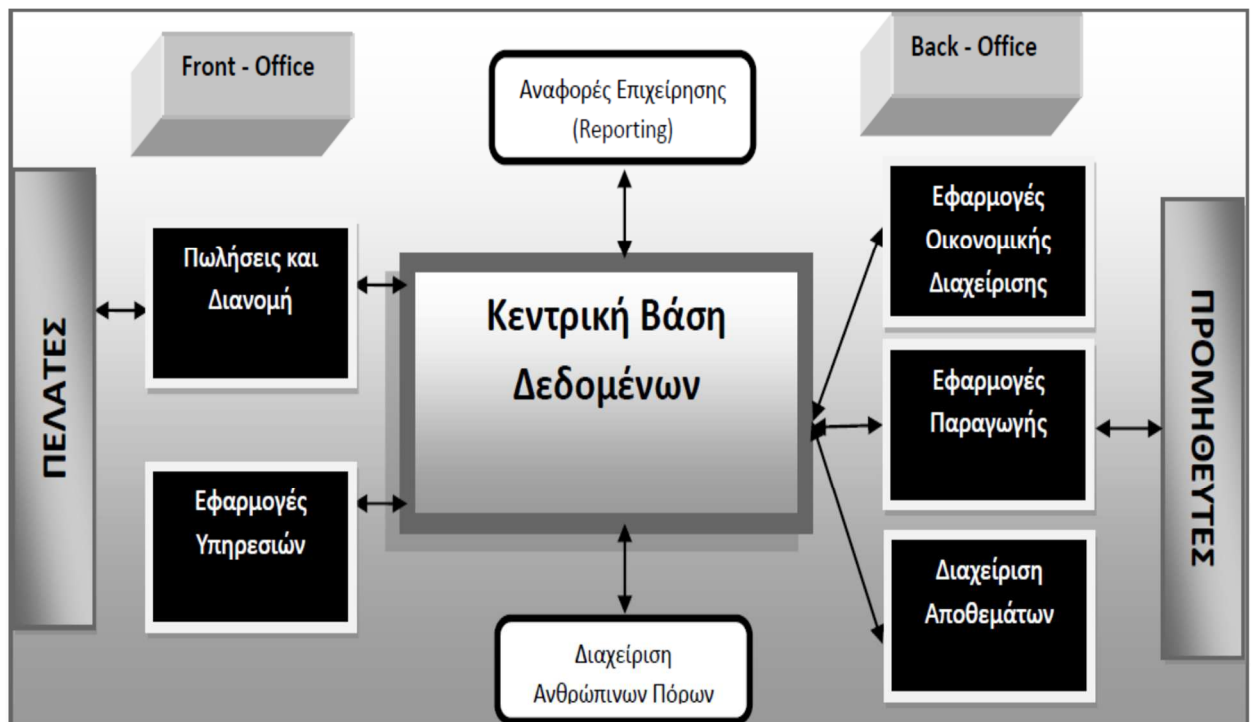 Front - Office
Back - Office
Αναφορές Επιχείρησης
(Reporting)
ΠΕΛΑΤΕΣ
Πωλήσεις και
Διανομή
Εφαρμογές
Υπηρεσιών
Κεντρική Βάση
Δεδομένων
Εφαρμογές
Οικονομικής
Διαχείρισης
Εφαρμογές
Παραγωγής
Διαχείριση
Αποθεμάτων
ΠΡΟΜΗΘΕΥΤΕΣ
Διαχείριση
Ανθρώπινων Πόρων